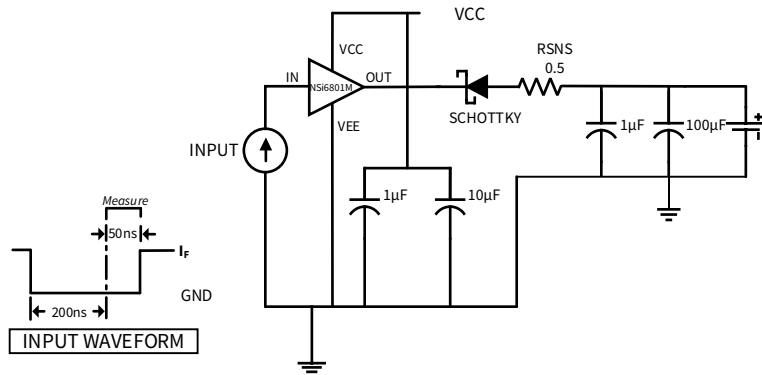 VCC
RSNS
0.5
VCC
IN
OUT
NSi6801M
SCHOTTKY
1μF
100μF
+
VEE
INPUT
1μF
10μF
Measure
50ns
IF
GND
200ns
INPUT WAVEFORM